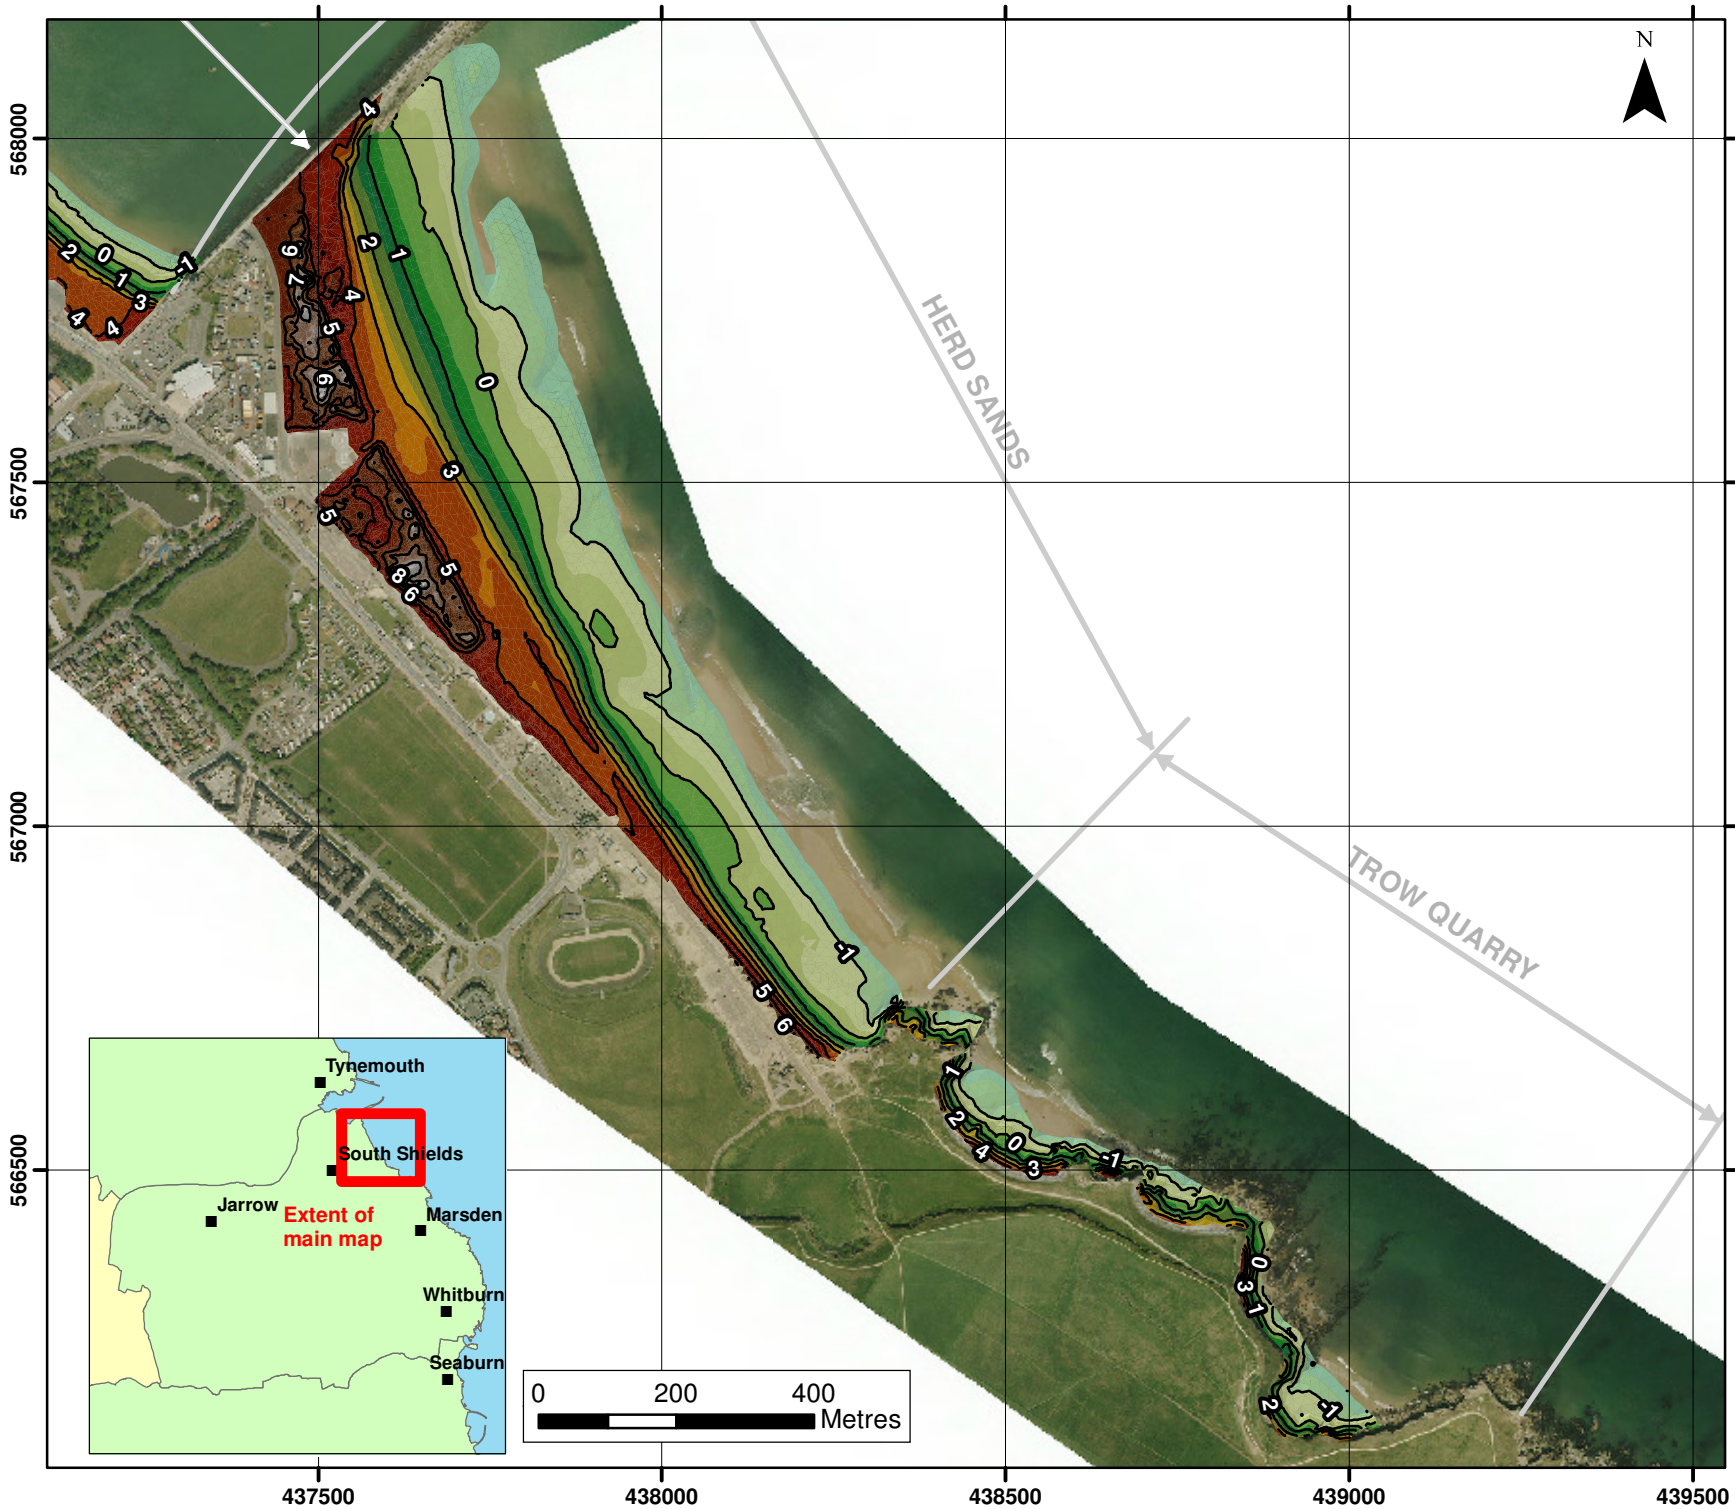 N
568000
567500
567000
566500
4
2
0
1
3
-1
4
4
6
7
4
5
6
2
1
0
3
5
8
6
5
HERD SANDS
TROW QUARRY
-1
5
6
1
2
0
4
3
-1
0
3
1
2
-1
Tynemouth
South Shields
Jarrow
Extent of
main map
Marsden
Whitburn
Seaburn
0 200 400
Metres
437500 438000 438500 439000 439500